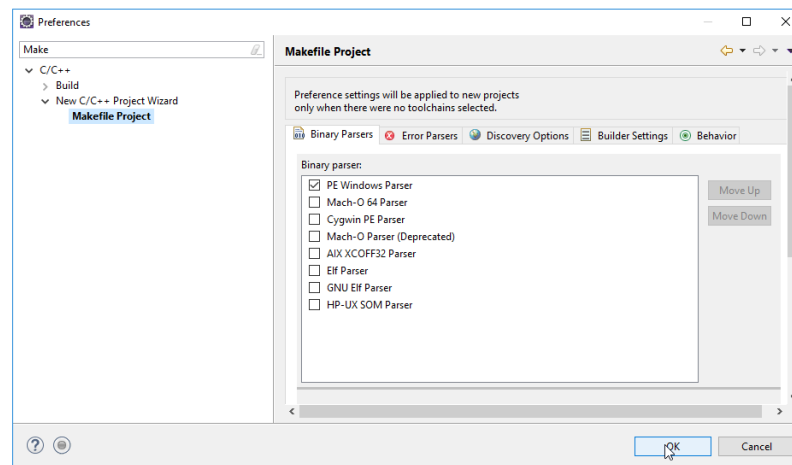 Preferences
Make
C/C++
Build
New C/C++ Project Wizard
Makefile Project
Makefile Project
Preference settings will be applied to new projects
only when there were no toolchains selected.
Binary Parsers Error Parsers Discovery Options Builder Settings Behavior
Binary parser:
PE Windows Parser
Mach-O 64 Parser
Cygwin PE Parser
Mach-O Parser (Deprecated)
AIX XCOFF32 Parser
Elf Parser
GNU Elf Parser
HP-UX SOM Parser
Move Up
Move Down
OK Cancel